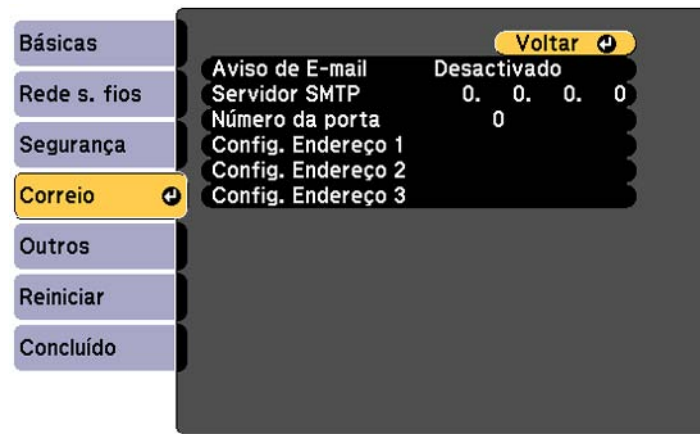 Básicas
Rede s. fios
Segurança
Correio
Outros
Reiniciar
Concluído
Voltar
Aviso de E-mail Desactivado
Servidor SMTP 0. 0. 0. 0
Número da porta 0
Config. Endereço 1
Config. Endereço 2
Config. Endereço 3